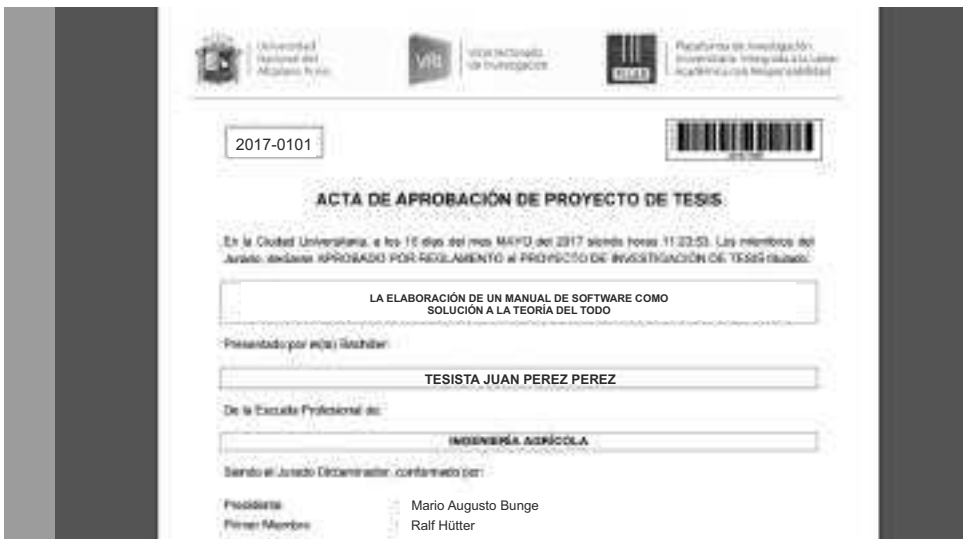 Universidad
Nacional del
Altiplano Puno
VRI
Vicerrectorado
de Investigación
PILAR
Plataforma de Investigación
Universitaria Integrada a la Labor
Académica con Responsabilidad
2017-0101
ACTA DE APROBACIÓN DE PROYECTO DE TESIS
En la Ciudad Universitaria, a los 16 días del mes MAYO del 2017 siendo horas 11:23:53. Los miembros del
Jurado, declaran APROBADO POR REGLAMENTO el PROYECTO DE INVESTIGACIÓN DE TESIS titulado:
LA ELABORACIÓN DE UN MANUAL DE SOFTWARE COMO
SOLUCIÓN A LA TEORÍA DEL TODO
Presentado por el(la) Bachiller:
TESISTA JUAN PEREZ PEREZ
De la Escuela Profesional de:
INGENIERÍA AGRÍCOLA
Siendo el Jurado Dictaminador, conformado por:
Presidente : Mario Augusto Bunge
Primer Miembro : Ralf Hütter